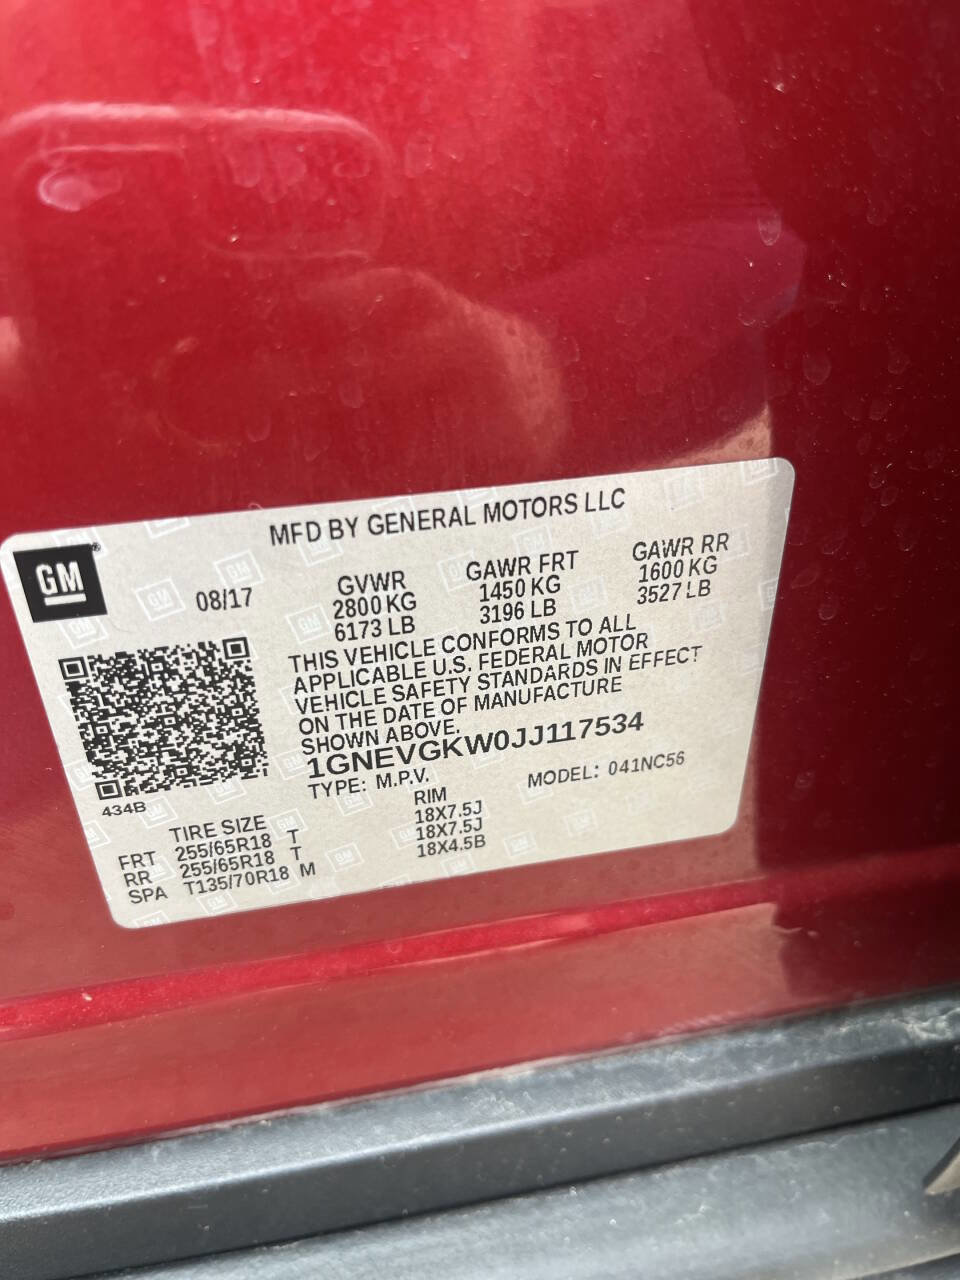 MFD BY GENERAL MOTORS LLC
GM
08/17
GVWR GAWR FRT GAWR RR
2800 KG 1450 KG 1600 KG
6173 LB 3196 LB 3527 LB
THIS VEHICLE CONFORMS TO ALL
APPLICABLE U.S. FEDERAL MOTOR
VEHICLE SAFETY STANDARDS IN EFFECT
ON THE DATE OF MANUFACTURE
SHOWN ABOVE.
1GNEVGKW0JJ117534
TYPE: M.P.V. MODEL: 041NC56
434B
TIRE SIZE RIM
FRT 255/65R18 T 18X7.5J
RR 255/65R18 T 18X7.5J
SPA T135/70R18 M 18X4.5B